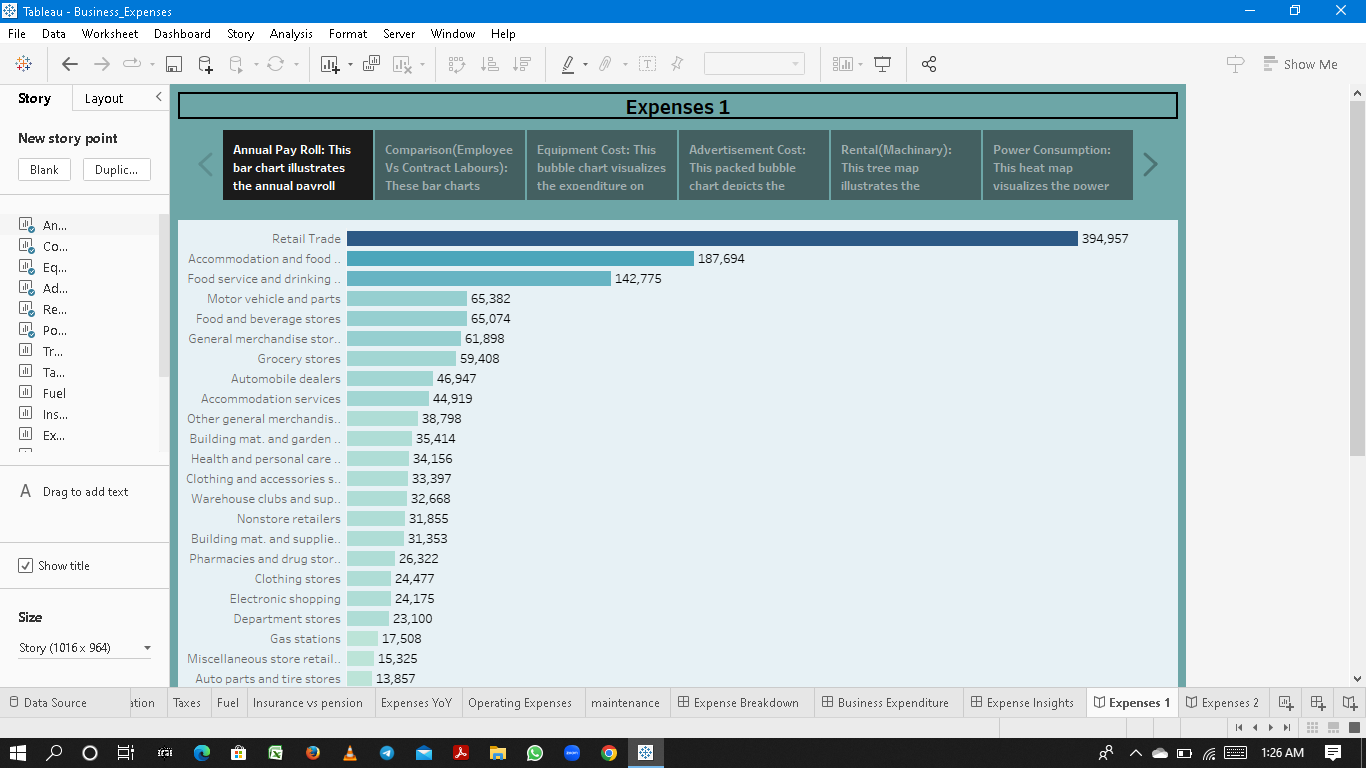 Tableau - Business_Expenses
File Data Worksheet Dashboard Story Analysis Format Server Window Help
Show Me
Story Layout
New story point
Blank Duplic...
An...
Co...
Eq...
Ad...
Re...
Po...
Tr...
Ta...
Fuel
Ins...
Ex...
A Drag to add text
Show title
Size
Story (1016 x 964)
Expenses 1
Annual Pay Roll: This
bar chart illustrates
the annual payroll
Comparison(Employee
Vs Contract Labours):
These bar charts
Equipment Cost: This
bubble chart visualizes
the expenditure on
Advertisement Cost:
This packed bubble
chart depicts the
Rental(Machinary):
This tree map
illustrates the
Power Consumption:
This heat map
visualizes the power
Retail Trade 394,957
Accommodation and food .. 187,694
Food service and drinking .. 142,775
Motor vehicle and parts 65,382
Food and beverage stores 65,074
General merchandise stor.. 61,898
Grocery stores 59,408
Automobile dealers 46,947
Accommodation services 44,919
Other general merchandis.. 38,798
Building mat. and garden .. 35,414
Health and personal care .. 34,156
Clothing and accessories s.. 33,397
Warehouse clubs and sup.. 32,668
Nonstore retailers 31,855
Building mat. and supplie.. 31,353
Pharmacies and drug stor.. 26,322
Clothing stores 24,477
Electronic shopping 24,175
Department stores 23,100
Gas stations 17,508
Miscellaneous store retail.. 15,325
Auto parts and tire stores 13,857
Data Source ation Taxes Fuel Insurance vs pension Expenses YoY Operating Expenses maintenance Expense Breakdown Business Expenditure Expense Insights Expenses 1 Expenses 2
1:26 AM